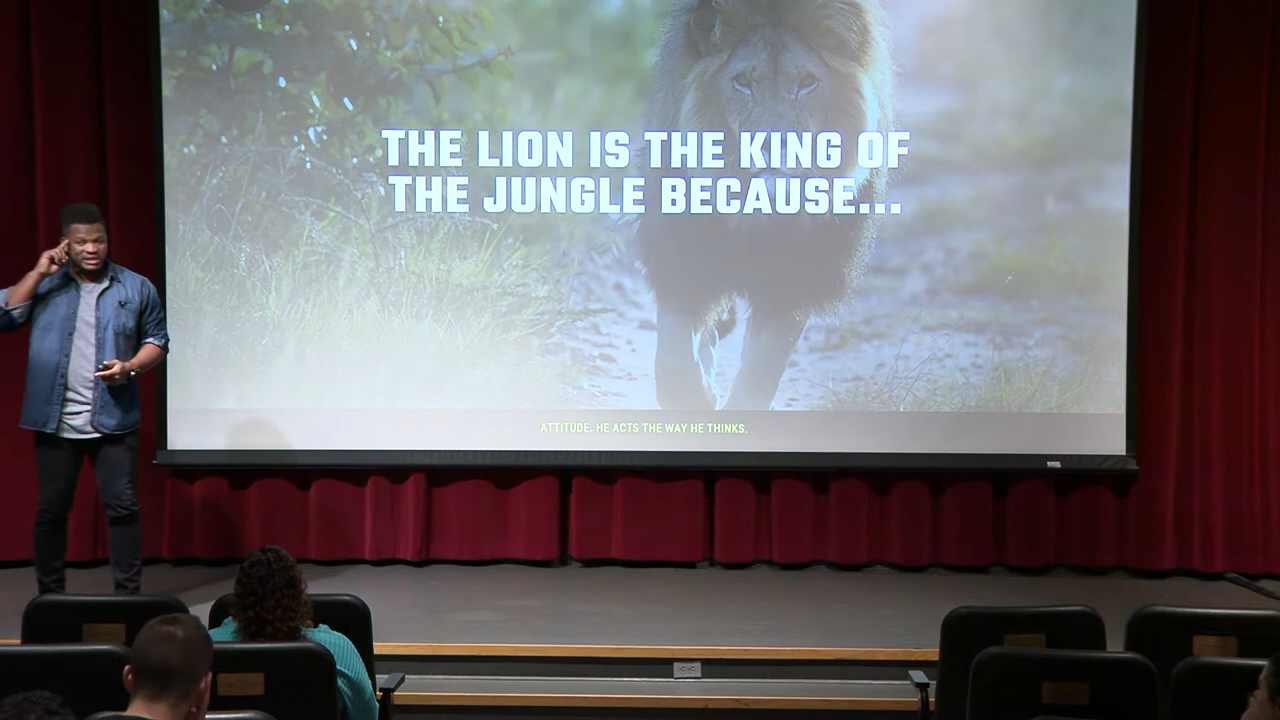 THE LION IS THE KING OF
THE JUNGLE BECAUSE...
ATTITUDE. HE ACTS THE WAY HE THINKS.